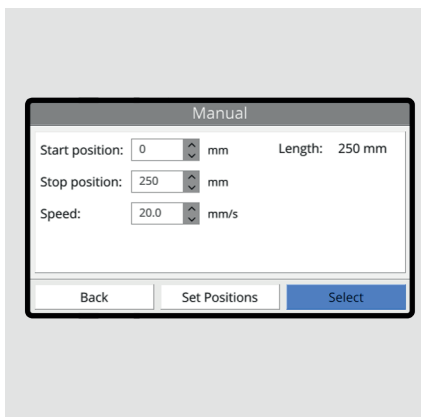 Manual
Start position: 0 mm Length: 250 mm
Stop position: 250 mm
Speed: 20.0 mm/s
Back Set Positions Select